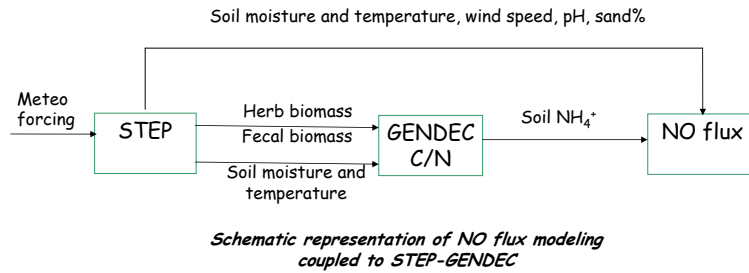 Soil moisture and temperature, wind speed, pH, sand%
Meteo
forcing
STEP
Herb biomass
Fecal biomass
Soil moisture and
temperature
GENDEC
C/N
Soil NH₄⁺
NO flux
Schematic representation of NO flux modeling
coupled to STEP-GENDEC